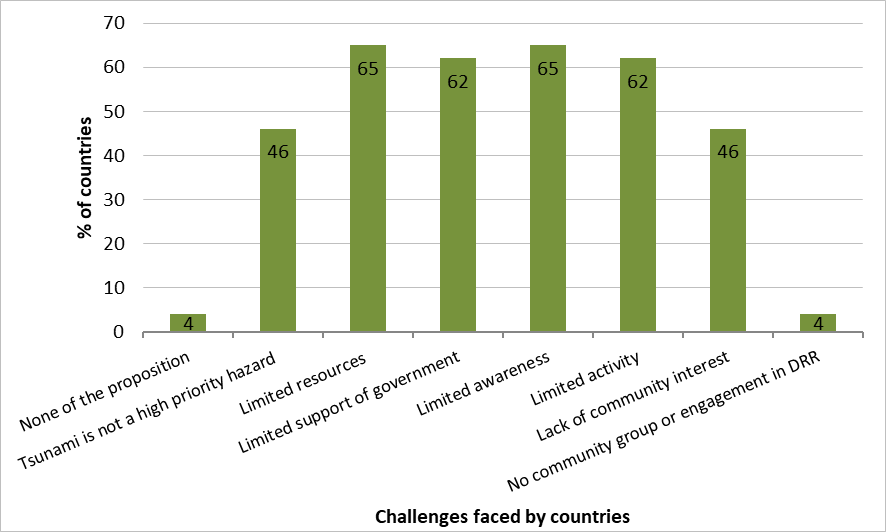 % of countries
70
60
50
40
30
20
10
0
4
46
65
62
65
62
46
4
None of the proposition
Tsunami is not a high priority hazard
Limited resources
Limited support of government
Limited awareness
Limited activity
Lack of community interest
No community group or engagement in DRR
Challenges faced by countries